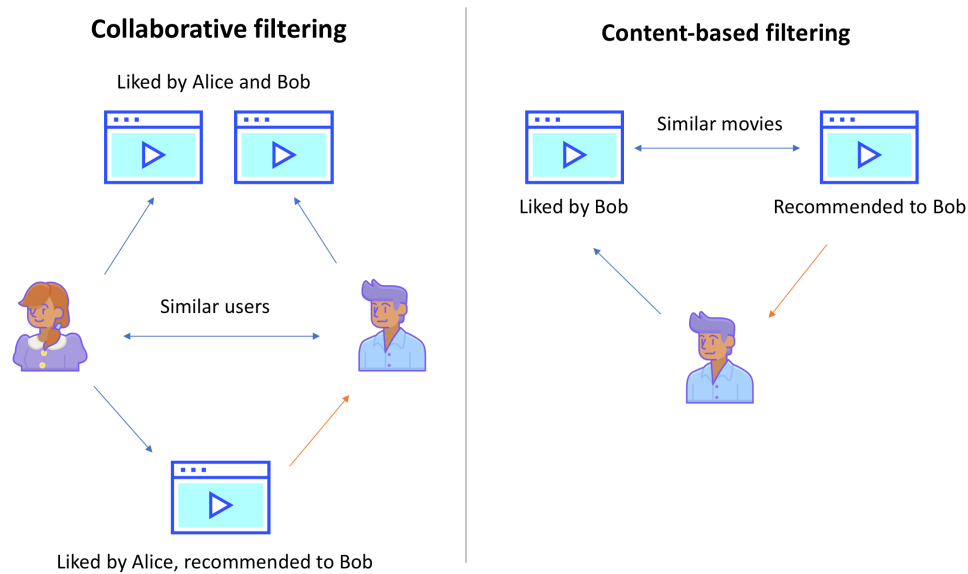 Collaborative filtering
Liked by Alice and Bob
Similar users
Liked by Alice, recommended to Bob
Content-based filtering
Similar movies
Liked by Bob
Recommended to Bob